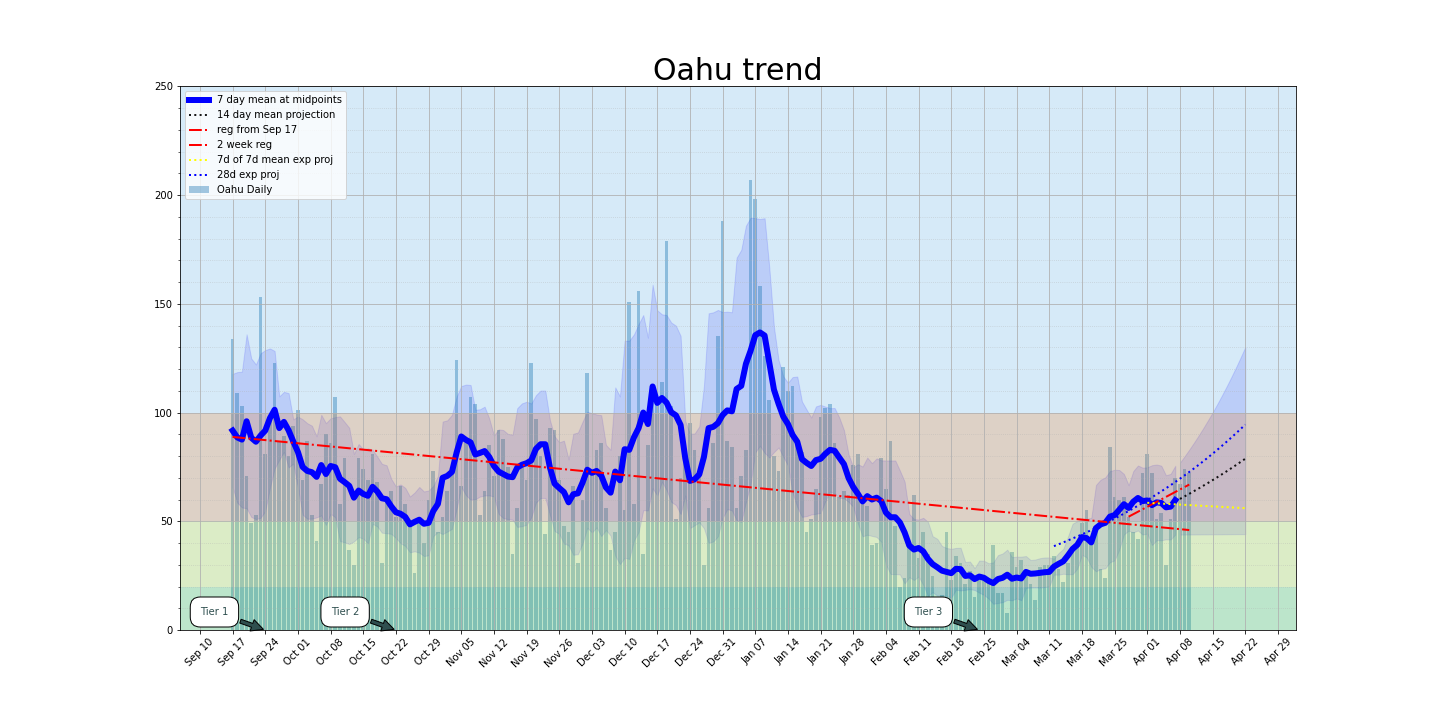 Oahu trend
250
200
150
100
50
0
7 day mean at midpoints
14 day mean projection
reg from Sep 17
2 week reg
7d of 7d mean exp proj
28d exp proj
Oahu Daily
Tier 1
Tier 2
Tier 3
Sep 10
Sep 17
Sep 24
Oct 01
Oct 08
Oct 15
Oct 22
Oct 29
Nov 05
Nov 12
Nov 19
Nov 26
Dec 03
Dec 10
Dec 17
Dec 24
Dec 31
Jan 07
Jan 14
Jan 21
Jan 28
Feb 04
Feb 11
Feb 18
Feb 25
Mar 04
Mar 11
Mar 18
Mar 25
Apr 01
Apr 08
Apr 15
Apr 22
Apr 29